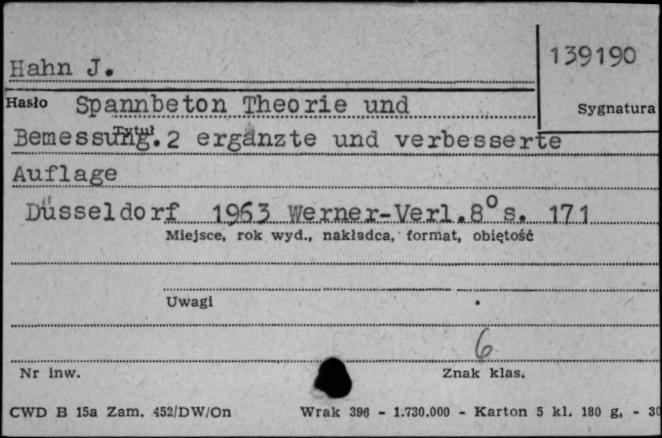 Hahn J.
139190
Hasło Spannbeton Theorie und
Sygnatura
Bemessung. 2 ergänzte und verbesserte
Tytuł
Auflage
Düsseldorf 1963 Werner-Verl. 8° s. 171
Miejsce, rok wyd., nakładca, format, objętość
Uwagi
6
Nr inw.
Znak klas.
CWD B 15a Zam. 452/DW/On Wrak 396 - 1.730.000 - Karton 5 kl. 180 g, - 30